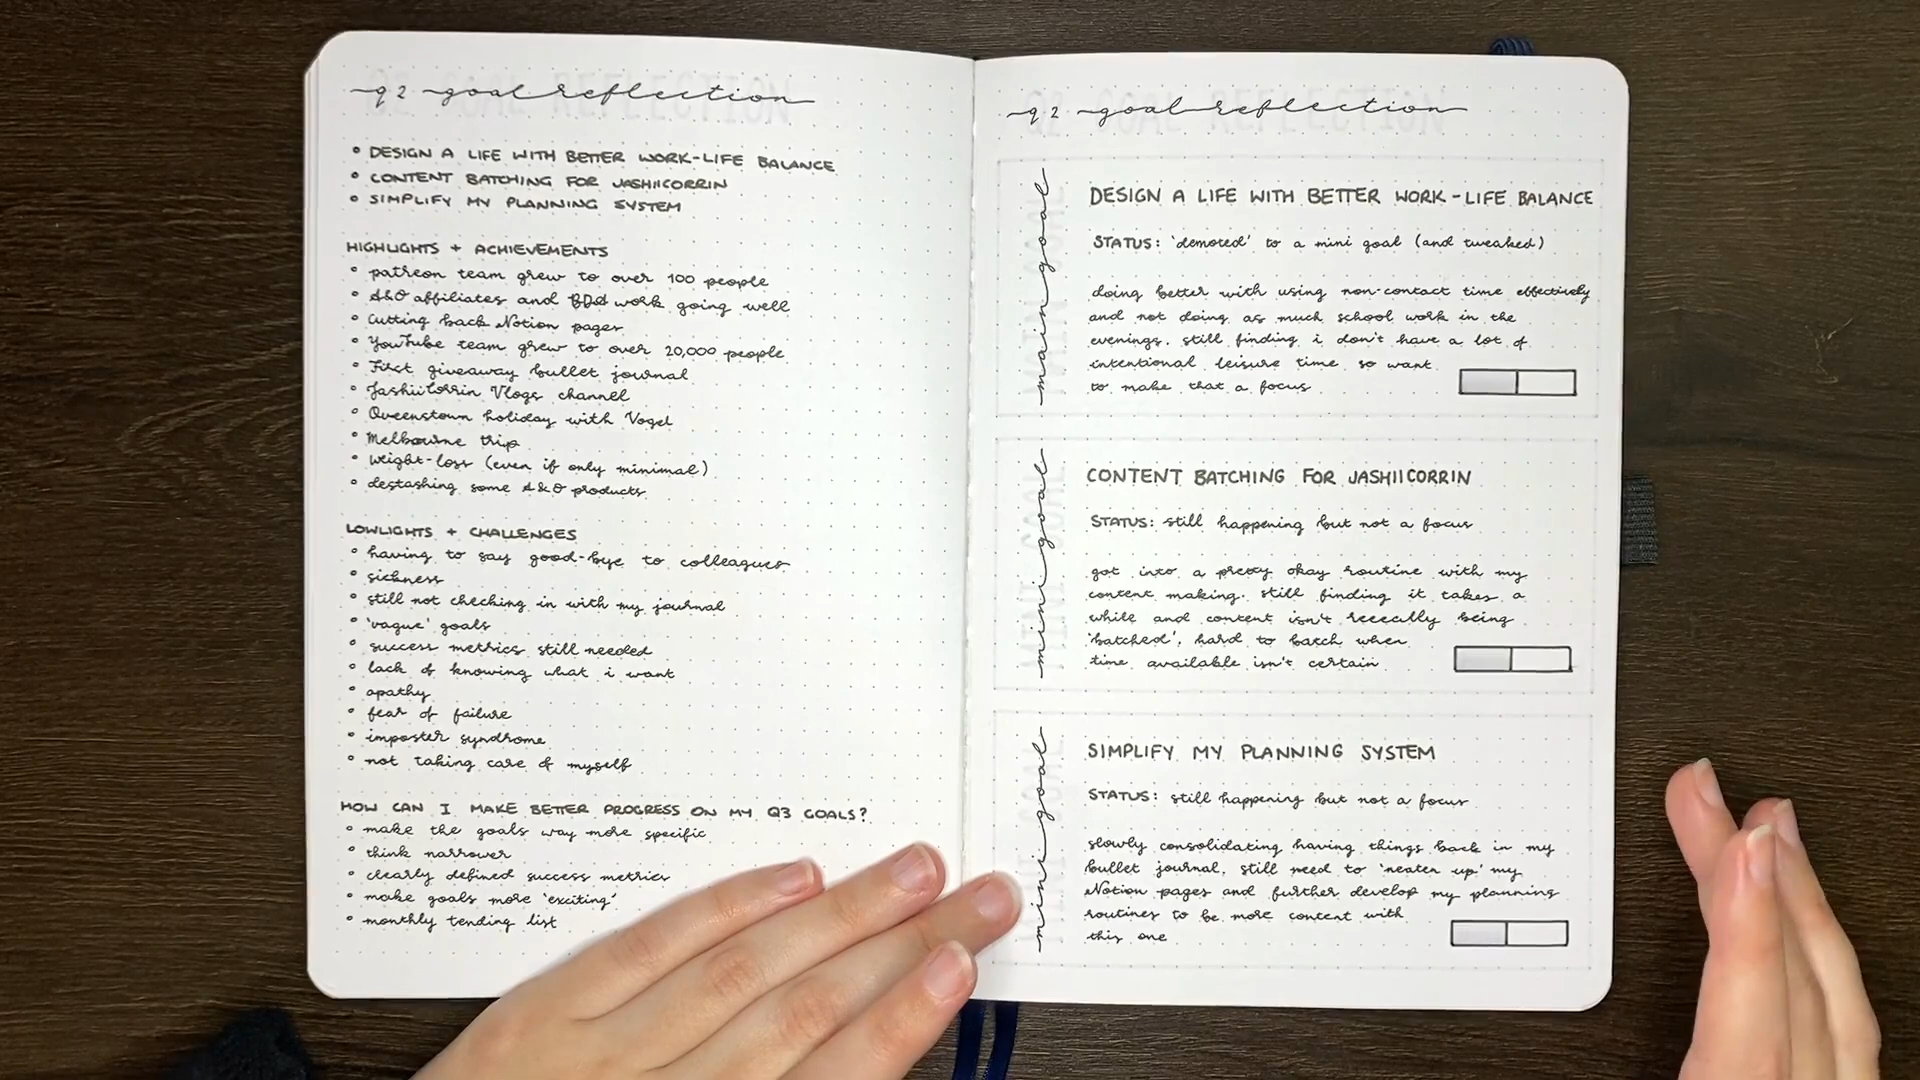 q2 goal reflection
• DESIGN A LIFE WITH BETTER WORK-LIFE BALANCE
• CONTENT BATCHING FOR JASHIICORRIN
• SIMPLIFY MY PLANNING SYSTEM
HIGHLIGHTS + ACHIEVEMENTS
• patreon team grew to over 100 people
• A&O affiliates and work going well
• Cutting back Notion pages
• YouTube team grew to over 20,000 people
• First giveaway bullet journal
• JashiiCorrin Vlogs channel
• Queenstown holiday with Vogel
• Melbourne trip
• Weight-loss (even if only minimal)
• destashing some A&O products
LOWLIGHTS + CHALLENGES
• having to say good-bye to colleagues
• sickness
• still not checking in with my journal
• 'vague' goals
• success metrics still needed
• lack of knowing what i want
• apathy
• fear of failure
• imposter syndrome
• not taking care of myself
HOW CAN I MAKE BETTER PROGRESS ON MY Q3 GOALS?
• make the goals way more specific
• think narrower
• clearly defined success metrics
• make goals more 'exciting'
• monthly tending list
q2 goal reflection
main goal
DESIGN A LIFE WITH BETTER WORK-LIFE BALANCE
STATUS: 'demoted' to a mini goal (and tweaked)
doing better with using non-contact time effectively
and not doing as much school work in the
evenings. still finding i don't have a lot of
intentional leisure time so want
to make that a focus
mini goal
CONTENT BATCHING FOR JASHIICORRIN
STATUS: still happening but not a focus
got into a pretty okay routine with my
content making. still finding it takes a
while and content isn't reeeally being
'batched'. hard to batch when
time available isn't certain
mini goal
SIMPLIFY MY PLANNING SYSTEM
STATUS: still happening but not a focus
slowly consolidating having things back in my
bullet journal. still need to 'neaten up' my
Notion pages and further develop my planning
routines to be more content with
this one